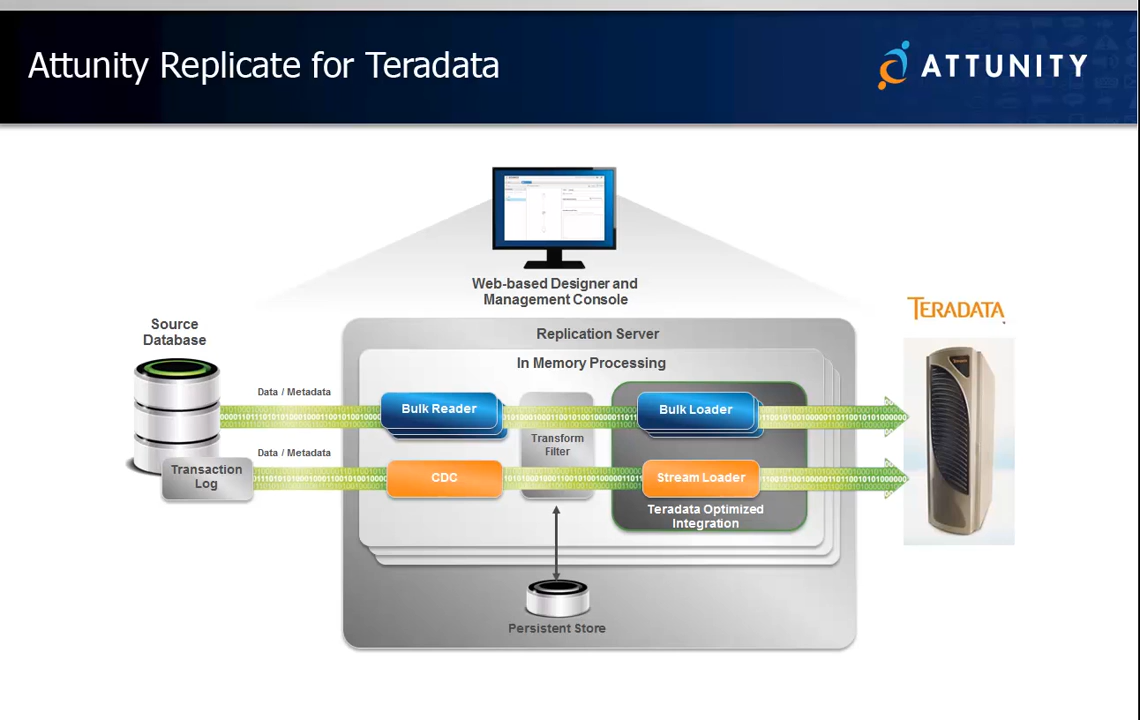 Attunity Replicate for Teradata
ATTUNITY
Web-based Designer and
Management Console
TERADATA
Source
Database
Replication Server
In Memory Processing
Data / Metadata
Bulk Reader
Bulk Loader
Transform
Filter
Data / Metadata
Transaction
Log
CDC
Stream Loader
Teradata Optimized
Integration
Persistent Store